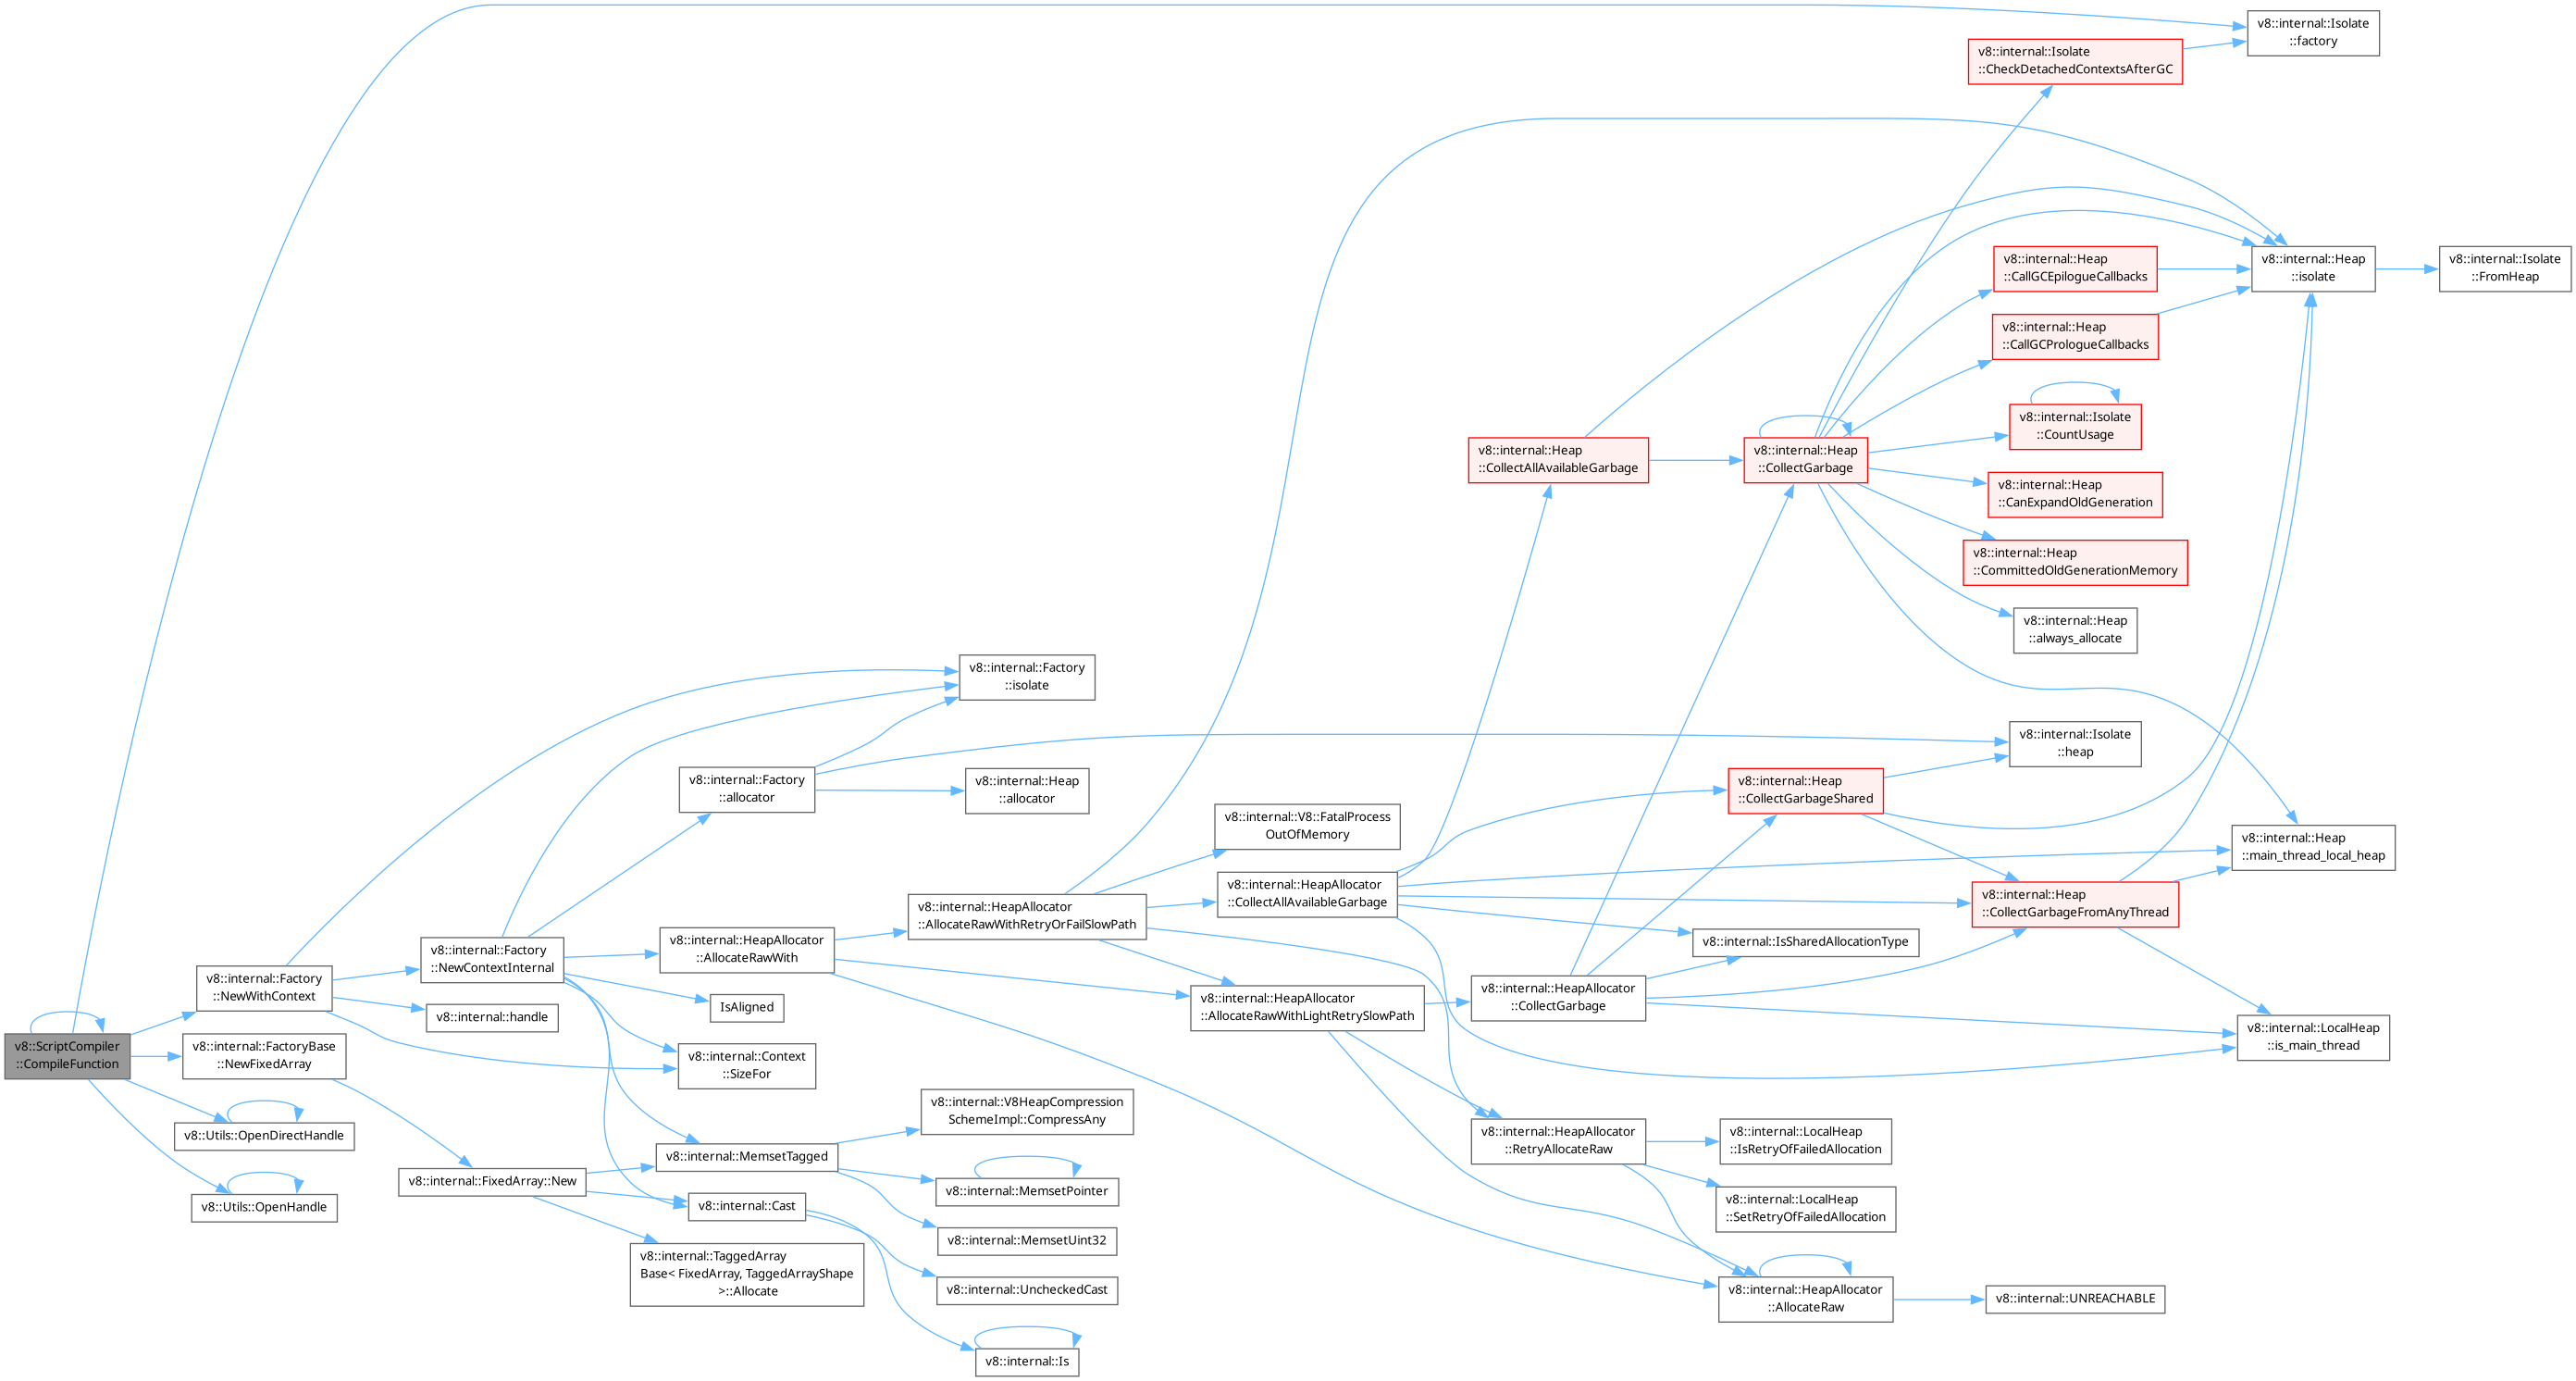 v8::ScriptCompiler
::CompileFunction
v8::internal::Isolate
::factory
v8::internal::Factory
::NewWithContext
v8::internal::FactoryBase
::NewFixedArray
v8::Utils::OpenDirectHandle
v8::Utils::OpenHandle
v8::internal::Factory
::NewContextInternal
v8::internal::handle
v8::internal::FixedArray::New
v8::internal::Factory
::allocator
v8::internal::HeapAllocator
::AllocateRawWith
IsAligned
v8::internal::Context
::SizeFor
v8::internal::MemsetTagged
v8::internal::Cast
v8::internal::TaggedArray
Base< FixedArray, TaggedArrayShape
>::Allocate
v8::internal::Factory
::isolate
v8::internal::Heap
::allocator
v8::internal::HeapAllocator
::AllocateRawWithRetryOrFailSlowPath
v8::internal::V8HeapCompression
SchemeImpl::CompressAny
v8::internal::MemsetPointer
v8::internal::MemsetUint32
v8::internal::UncheckedCast
v8::internal::Is
v8::internal::V8::FatalProcess
OutOfMemory
v8::internal::HeapAllocator
::CollectAllAvailableGarbage
v8::internal::HeapAllocator
::AllocateRawWithLightRetrySlowPath
v8::internal::Heap
::CollectAllAvailableGarbage
v8::internal::HeapAllocator
::CollectGarbage
v8::internal::HeapAllocator
::RetryAllocateRaw
v8::internal::Heap
::CollectGarbage
v8::internal::Heap
::CollectGarbageShared
v8::internal::IsSharedAllocationType
v8::internal::LocalHeap
::IsRetryOfFailedAllocation
v8::internal::LocalHeap
::SetRetryOfFailedAllocation
v8::internal::HeapAllocator
::AllocateRaw
v8::internal::Isolate
::CheckDetachedContextsAfterGC
v8::internal::Heap
::CallGCEpilogueCallbacks
v8::internal::Heap
::CallGCPrologueCallbacks
v8::internal::Isolate
::CountUsage
v8::internal::Heap
::CanExpandOldGeneration
v8::internal::Heap
::CommittedOldGenerationMemory
v8::internal::Heap
::always_allocate
v8::internal::Isolate
::heap
v8::internal::Heap
::CollectGarbageFromAnyThread
v8::internal::UNREACHABLE
v8::internal::Heap
::isolate
v8::internal::Heap
::main_thread_local_heap
v8::internal::LocalHeap
::is_main_thread
v8::internal::Isolate
::FromHeap